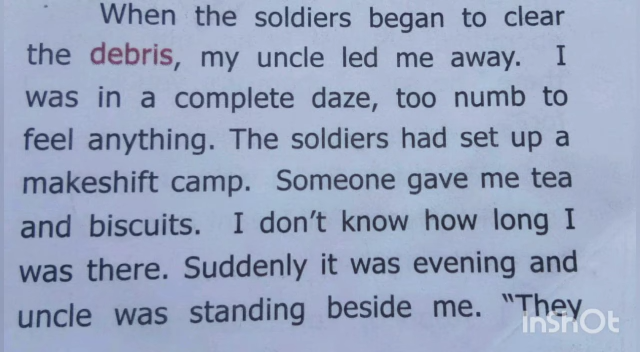 When the soldiers began to clear
the debris, my uncle led me away. I
was in a complete daze, too numb to
feel anything. The soldiers had set up a
makeshift camp. Someone gave me tea
and biscuits. I don't know how long I
was there. Suddenly it was evening and
uncle was standing beside me. "They
inshOt